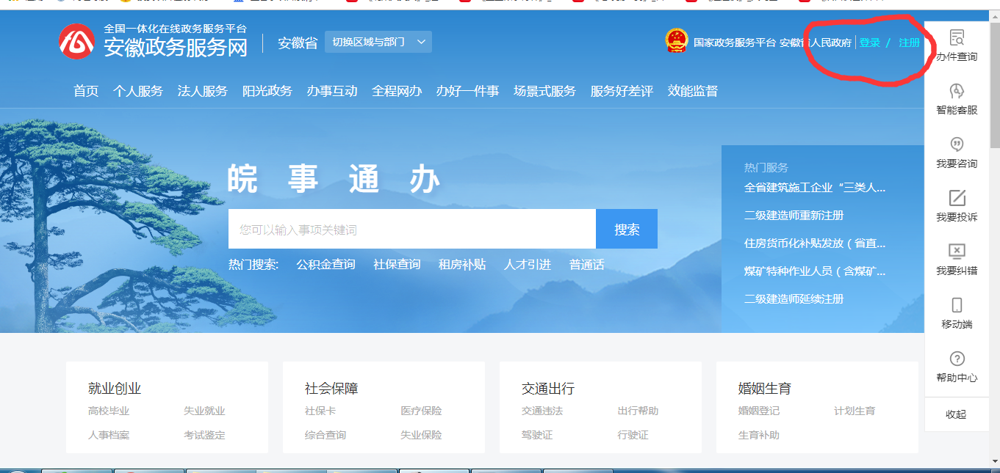 全国一体化在线政务服务平台
安徽政务服务网
安徽省
切换区域与部门
国家政务服务平台 安徽省人民政府 登录 / 注册
首页 个人服务 法人服务 阳光政务 办事互动 全程网办 办好一件事 场景式服务 服务好差评 效能监督
皖事通办
您可以输入事项关键词
搜索
热门搜索: 公积金查询 社保查询 租房补贴 人才引进 普通话
热门服务
全省建筑施工企业“三类人...
二级建造师重新注册
住房货币化补贴发放（省直...
煤矿特种作业人员（含煤矿...
二级建造师延续注册
办件查询
智能客服
我要咨询
我要投诉
我要纠错
移动端
帮助中心
收起
就业创业
高校毕业 失业就业
人事档案 考试鉴定
社会保障
社保卡 医疗保险
综合查询 失业保险
交通出行
交通违法 出行帮助
驾驶证 行驶证
婚姻生育
婚姻登记 计划生育
生育补助